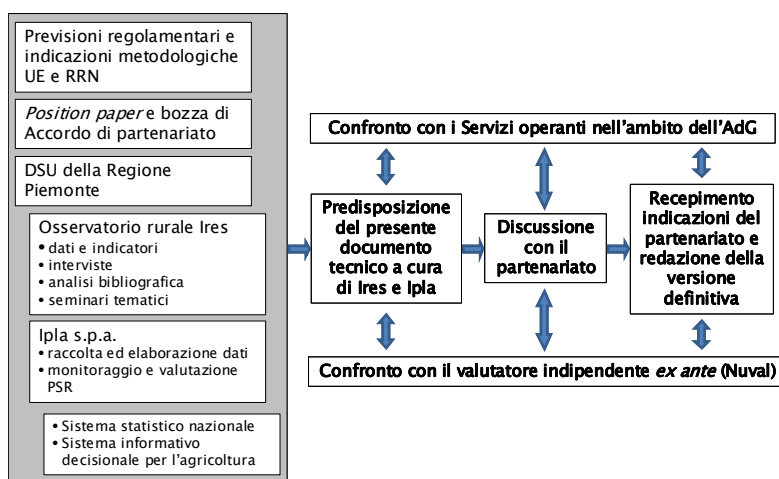 Previsioni regolamentari e
indicazioni metodologiche
UE e RRN
Position paper e bozza di
Accordo di partenariato
DSU della Regione
Piemonte
Osservatorio rurale Ires
• dati e indicatori
• interviste
• analisi bibliografica
• seminari tematici
Ipla s.p.a.
• raccolta ed elaborazione dati
• monitoraggio e valutazione
PSR
• Sistema statistico nazionale
• Sistema informativo
decisionale per l'agricoltura
Confronto con i Servizi operanti nell'ambito dell'AdG
Predisposizione
del presente
documento
tecnico a cura
di Ires e Ipla
Discussione
con il
partenariato
Recepimento
indicazioni del
partenariato e
redazione della
versione
definitiva
Confronto con il valutatore indipendente ex ante (Nuval)